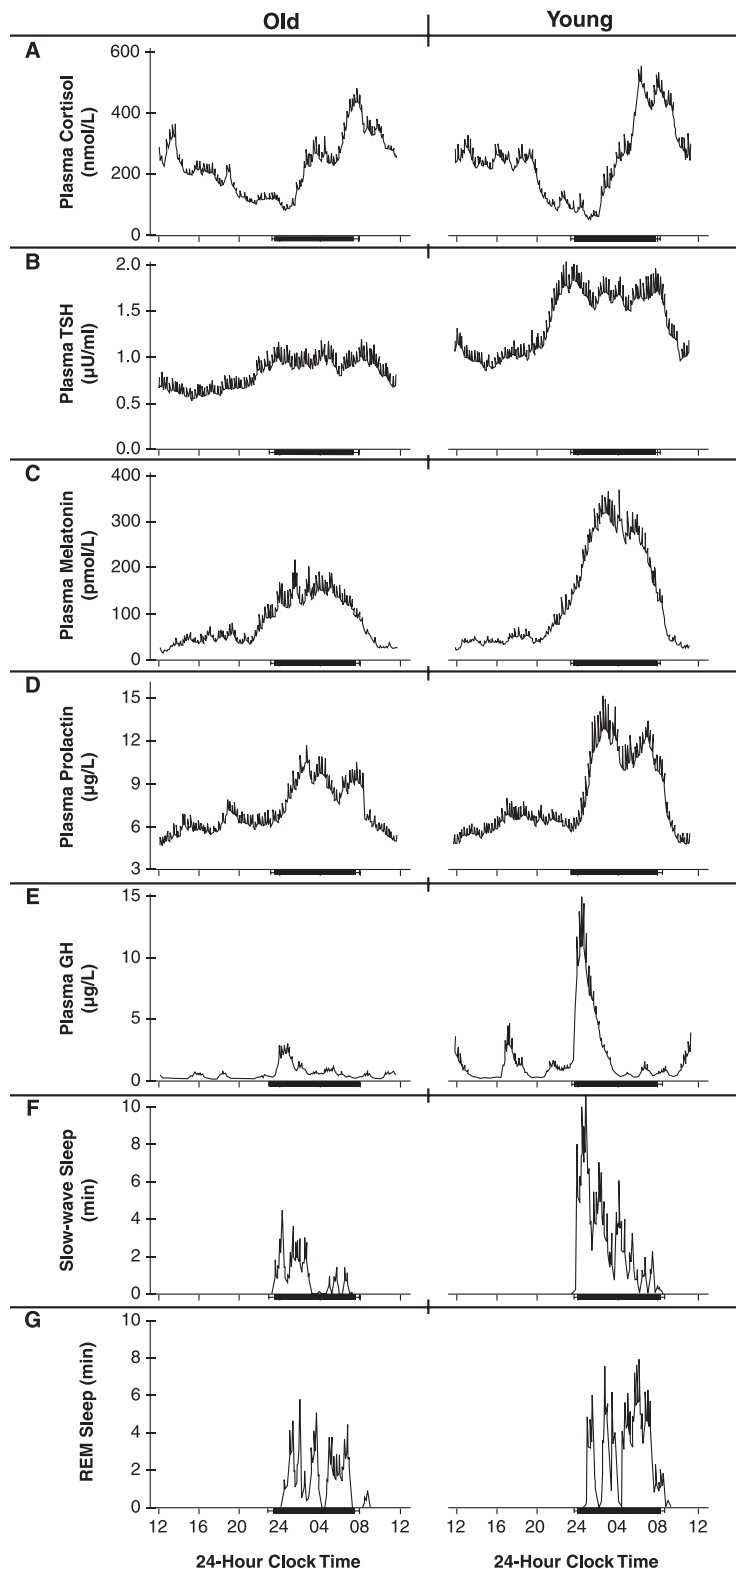 Old Young
A
Plasma Cortisol
(nmol/L)
600
400
200
0
B
Plasma TSH
(µU/ml)
2.0
1.5
1.0
0.5
0.0
C
Plasma Melatonin
(pmol/L)
400
300
200
100
0
D
Plasma Prolactin
(µg/L)
15
12
9
6
3
E
Plasma GH
(µg/L)
15
10
5
0
F
Slow-wave Sleep
(min)
10
8
6
4
2
0
G
REM Sleep (min)
10
8
6
4
2
0
12 16 20 24 04 08 12 12 16 20 24 04 08 12
24-Hour Clock Time 24-Hour Clock Time